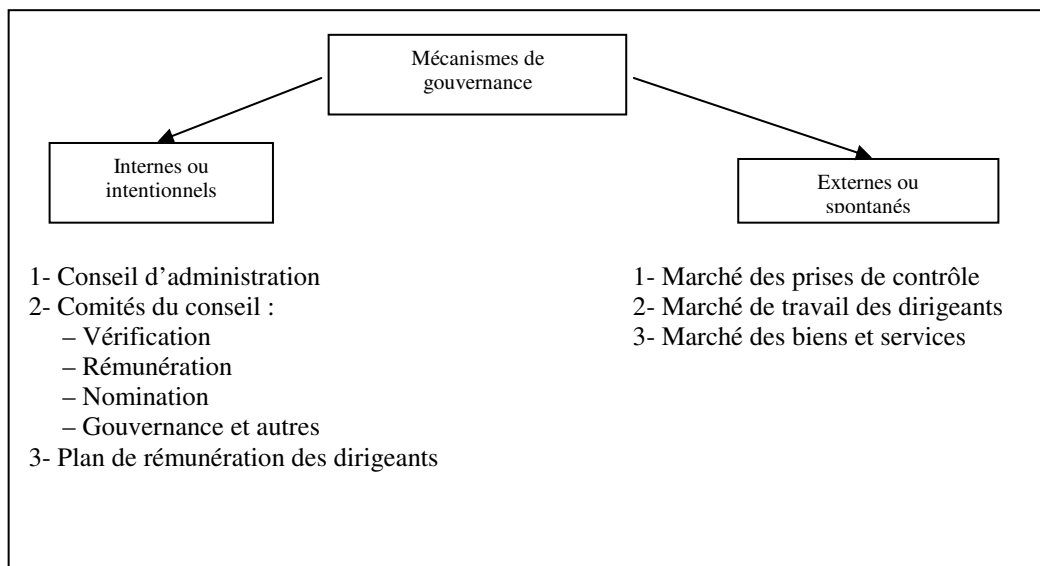 Mécanismes de
gouvernance
Internes ou
intentionnels
Externes ou
spontanés
1- Conseil d'administration
2- Comités du conseil :
– Vérification
– Rémunération
– Nomination
– Gouvernance et autres
3- Plan de rémunération des dirigeants
1- Marché des prises de contrôle
2- Marché de travail des dirigeants
3- Marché des biens et services